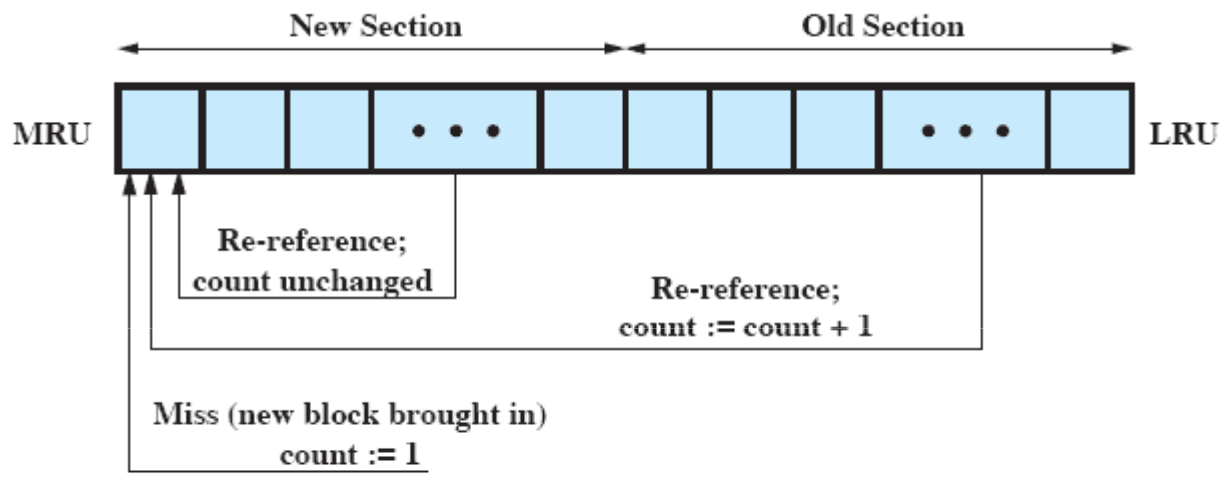 New Section
Old Section
MRU
• • •
• • •
LRU
Re-reference;
count unchanged
Re-reference;
count := count + 1
Miss (new block brought in)
count := 1